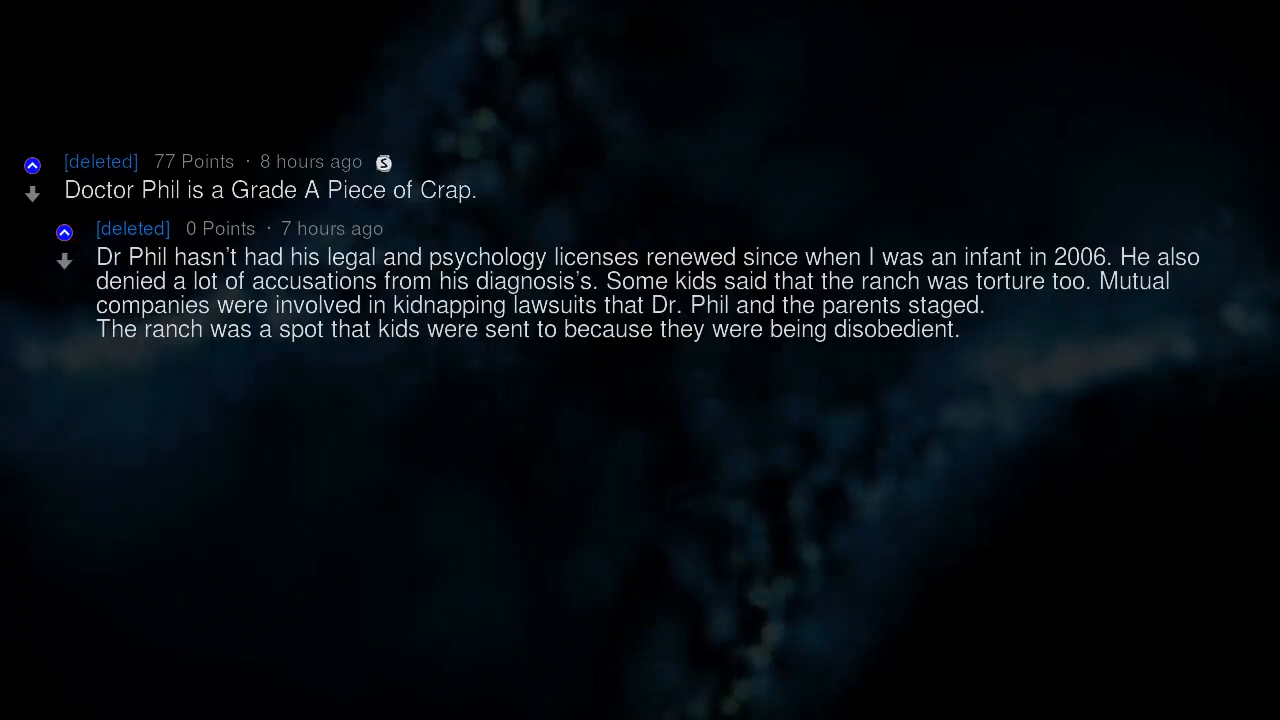 [deleted] 77 Points · 8 hours ago
Doctor Phil is a Grade A Piece of Crap.
[deleted] 0 Points · 7 hours ago
Dr Phil hasn't had his legal and psychology licenses renewed since when I was an infant in 2006. He also
denied a lot of accusations from his diagnosis's. Some kids said that the ranch was torture too. Mutual
companies were involved in kidnapping lawsuits that Dr. Phil and the parents staged.
The ranch was a spot that kids were sent to because they were being disobedient.